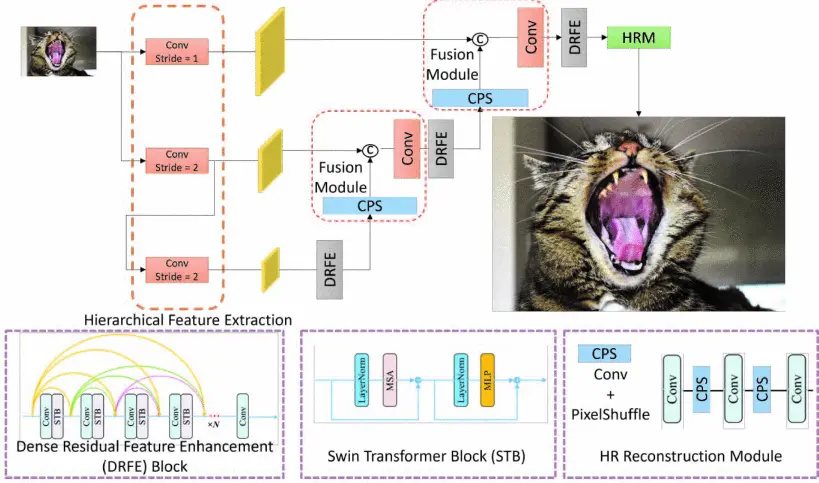 Conv
Stride = 1
Conv
Stride = 2
Conv
Stride = 2
Hierarchical Feature Extraction
DRFE
CPS
Fusion
Module
C
Conv
DRFE
CPS
Fusion
Module
C
Conv
DRFE
HRM
Conv
STB
Conv
STB
Conv
STB
Conv
STB
×N
Conv
Dense Residual Feature Enhancement
(DRFE) Block
LayerNorm
MSA
LayerNorm
MLP
Swin Transformer Block (STB)
CPS
Conv
+
PixelShuffle
Conv
CPS
Conv
CPS
Conv
HR Reconstruction Module